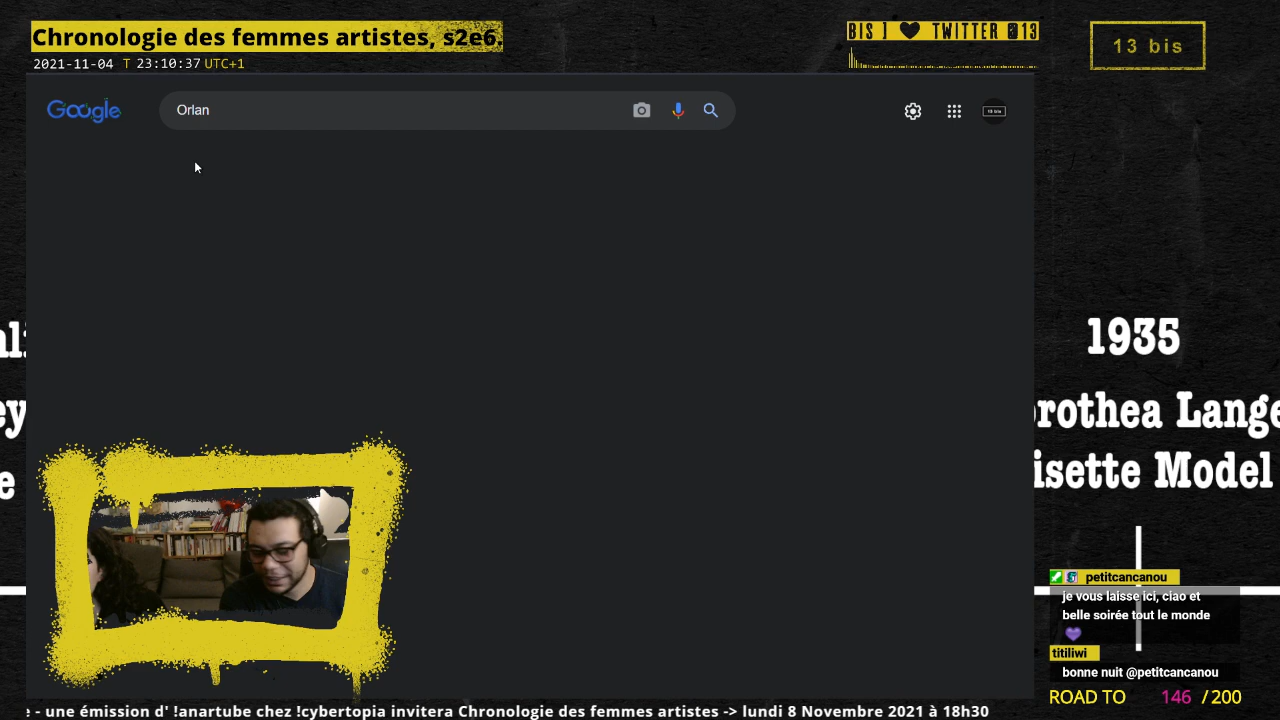 Chronologie des femmes artistes, s2e6
2021-11-04 T 23:10:37 UTC+1
BIS ] TWITTER @13
13 bis
Google
Orlan
1935
rothea Lange
isette Model
petitcancanou
je vous laisse ici, ciao et
belle soirée tout le monde
titiliwi
bonne nuit @petitcancanou
ROAD TO 146 / 200
- une émission d' !anartube chez !cybertopia invitera Chronologie des femmes artistes -> lundi 8 Novembre 2021 à 18h30